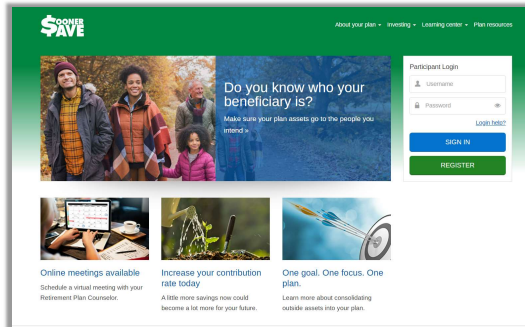 $OONER
$AVE
About your plan
Investing
Learning center
Plan resources
Do you know who your
beneficiary is?
Make sure your plan assets go to the people you
intend »
Participant Login
Username
Password
Login help?
SIGN IN
REGISTER
Online meetings available
Schedule a virtual meeting with your
Retirement Plan Counselor.
Increase your contribution
rate today
A little more savings now could
become a lot more for your future.
One goal. One focus. One
plan.
Learn more about consolidating
outside assets into your plan.